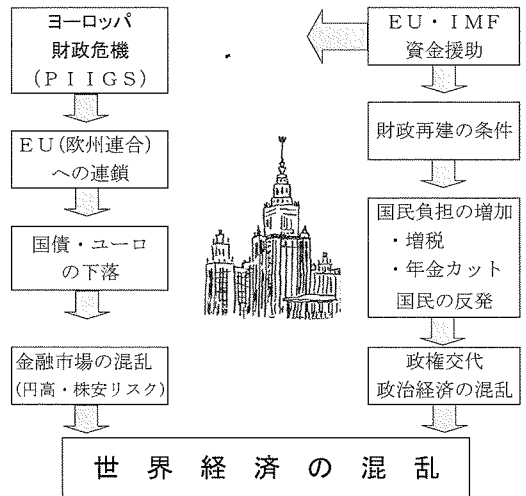 ヨーロッパ
財政危機
(PIIGS)
EU(欧州連合)
への連鎖
国債・ユーロ
の下落
金融市場の混乱
(円高・株安リスク)
EU・IMF
資金援助
財政再建の条件
国民負担の増加
・増税
・年金カット
国民の反発
政権交代
政治経済の混乱
世界経済の混乱